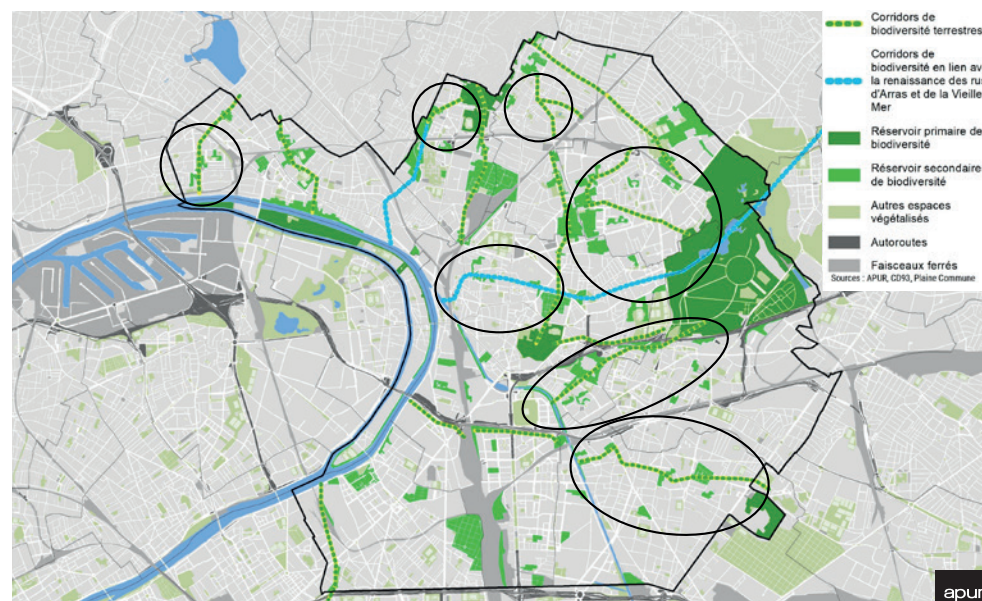 Corridors de
biodiversité terrestres
Corridors de
biodiversité en lien av
la renaissance des ru
d'Arras et de la Vieille
Mer
Réservoir primaire de
biodiversité
Réservoir secondaire
de biodiversité
Autres espaces
végétalisés
Autoroutes
Faisceaux ferrés
Sources : APUR, CD93, Plaine Commune
apur